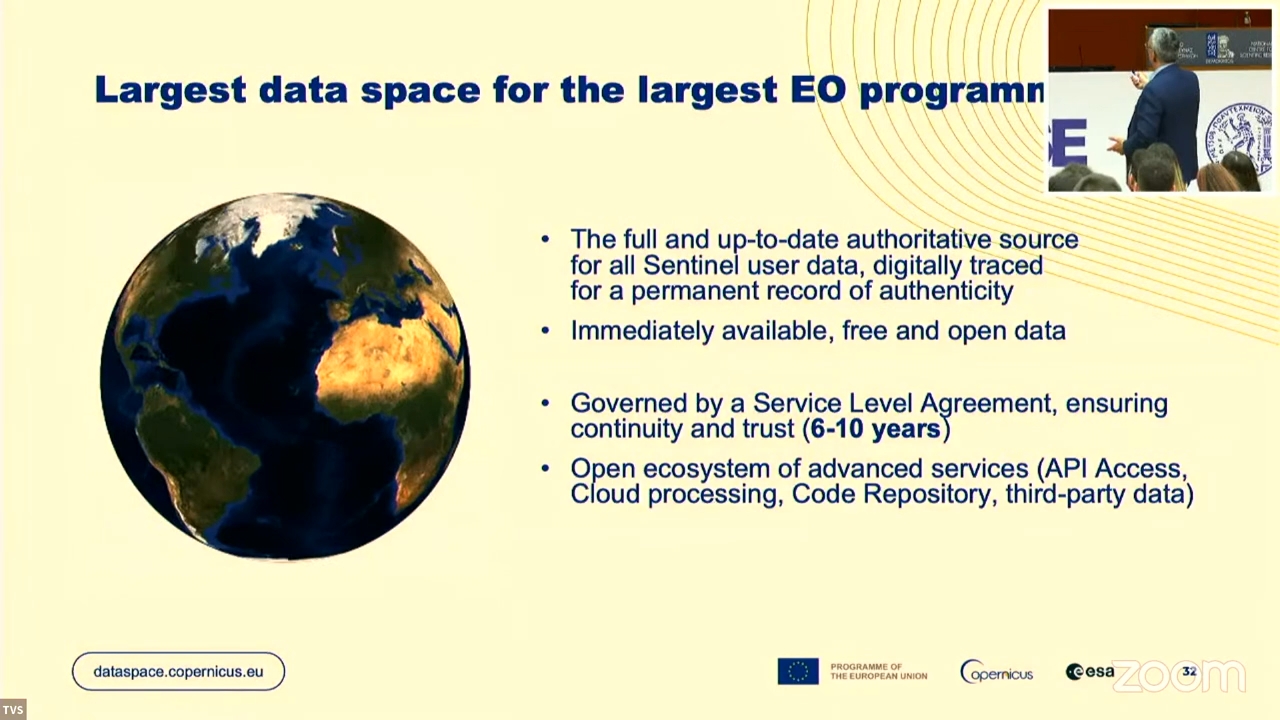 Largest data space for the largest EO programm
• The full and up-to-date authoritative source
for all Sentinel user data, digitally traced
for a permanent record of authenticity
• Immediately available, free and open data
• Governed by a Service Level Agreement, ensuring
continuity and trust (6-10 years)
• Open ecosystem of advanced services (API Access,
Cloud processing, Code Repository, third-party data)
dataspace.copernicus.eu
PROGRAMME OF
THE EUROPEAN UNION
opernicus
esa
32
zoom
TVS
SE